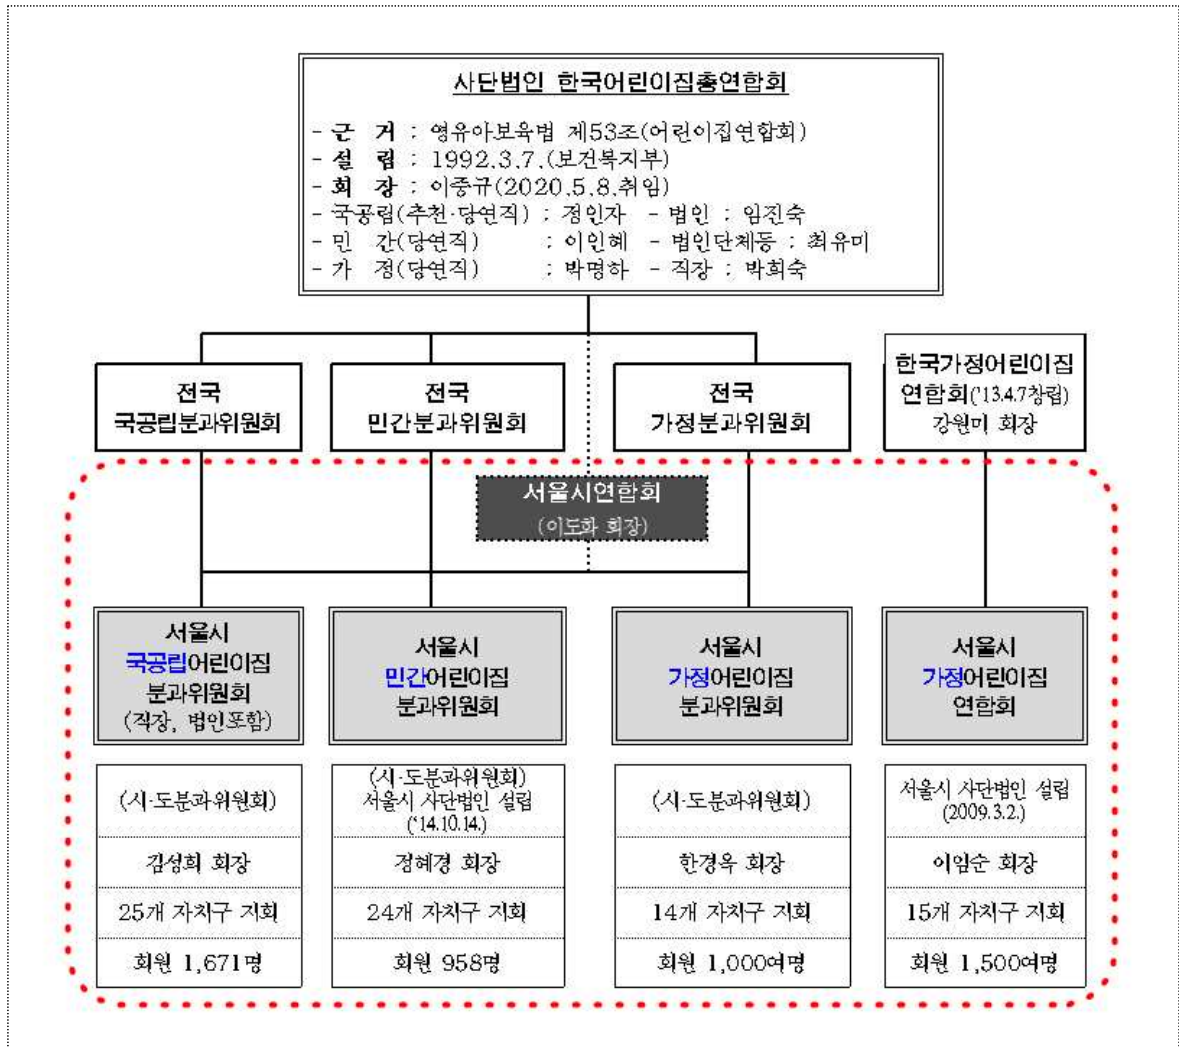 사단법인 한국어린이집총연합회
- 근 거 : 영유아보육법 제53조(어린이집연합회)
- 설 립 : 1992.3.7.(보건복지부)
- 회 장 : 이중규(2020.5.8.취임)
- 국공립(추천·당연직) : 정인자 - 법인 : 임진숙
- 민 간(당연직) : 이인혜 - 법인단체등 : 최유미
- 가 정(당연직) : 박명하 - 직장 : 박희숙
전국
국공립분과위원회
전국
민간분과위원회
전국
가정분과위원회
한국가정어린이집
연합회('13.4.7창립)
강원미 회장
서울시연합회
(이도화 회장)
서울시
국공립어린이집
분과위원회
(직장, 법인포함)
서울시
민간어린이집
분과위원회
서울시
가정어린이집
분과위원회
서울시
가정어린이집
연합회
(시·도분과위원회)
김성희 회장
25개 자치구 지회
회원 1,671명
(시·도분과위원회)
서울시 사단법인 설립
('14.10.14.)
정혜경 회장
24개 자치구 지회
회원 958명
(시·도분과위원회)
한경옥 회장
14개 자치구 지회
회원 1,000여명
서울시 사단법인 설립
(2009.3.2.)
이임순 회장
15개 자치구 지회
회원 1,500여명